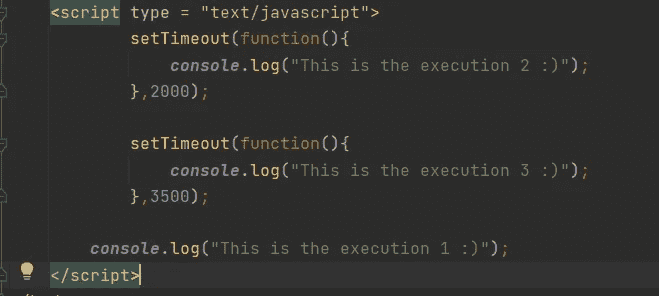 <script type = "text/javascript">
setTimeout(function(){
console.log("This is the execution 2 :)");
},2000);
setTimeout(function(){
console.log("This is the execution 3 :)");
},3500);
console.log("This is the execution 1 :)");
</script>